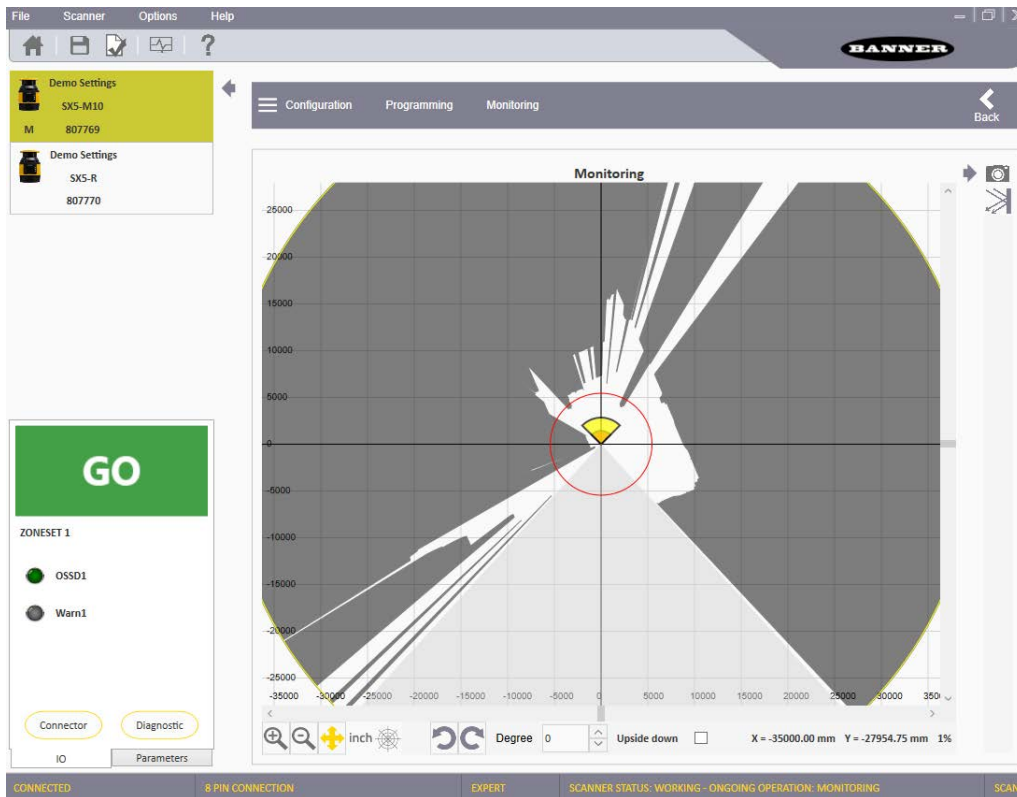 File Scanner Options Help
BANNER
Demo Settings
SX5-M10
M 807769
Demo Settings
SX5-R
807770
Configuration Programming Monitoring
Back
Monitoring
25000
20000
15000
10000
5000
0
-5000
-10000
-15000
-20000
-25000
-35000 -30000 -25000 -20000 -15000 -10000 -5000 0 5000 10000 15000 20000 25000 30000
GO
ZONESET 1
OSSD1
Warn1
Connector Diagnostic
IO Parameters
inch Degree 0 Upside down X = -35000.00 mm Y = -27954.75 mm 1%
CONNECTED 8 PIN CONNECTION EXPERT SCANNER STATUS: WORKING - ONGOING OPERATION: MONITORING